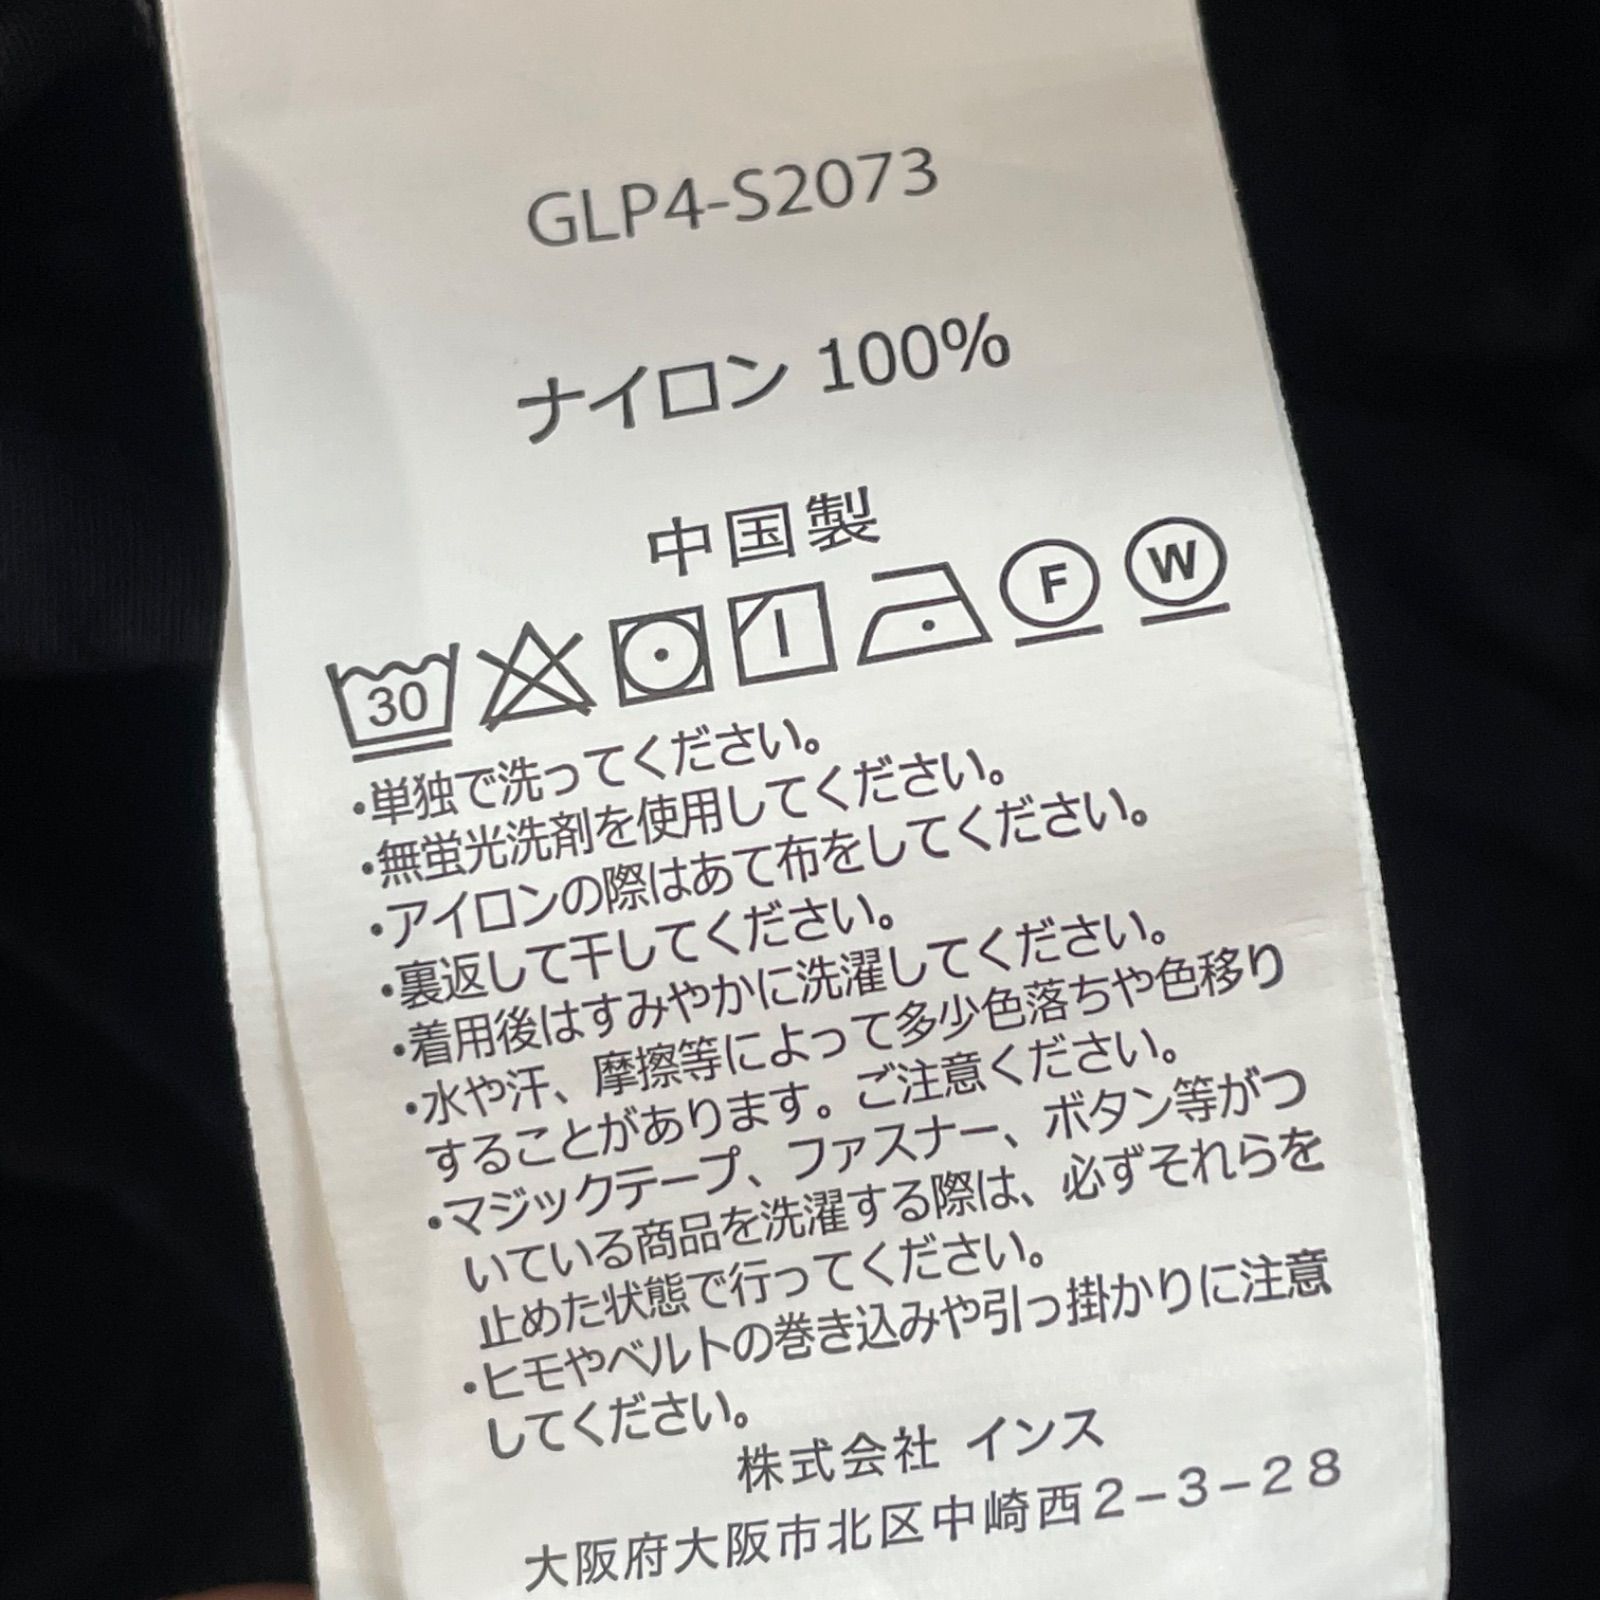 GLP4-S2073
ナイロン 100%
中国製
30 F W
・単独で洗ってください。
・無蛍光洗剤を使用してください。
・アイロンの際はあて布をしてください。
・裏返して干してください。
・着用後はすみやかに洗濯してください。
・水や汗、摩擦等によって多少色落ちや色移り
することがあります。ご注意ください。
・マジックテープ、ファスナー、ボタン等がつ
いている商品を洗濯する際は、必ずそれらを
止めた状態で行ってください。
・ヒモやベルトの巻き込みや引っ掛かりに注意
してください。
株式会社 インス
大阪府大阪市北区中崎西2-3-28